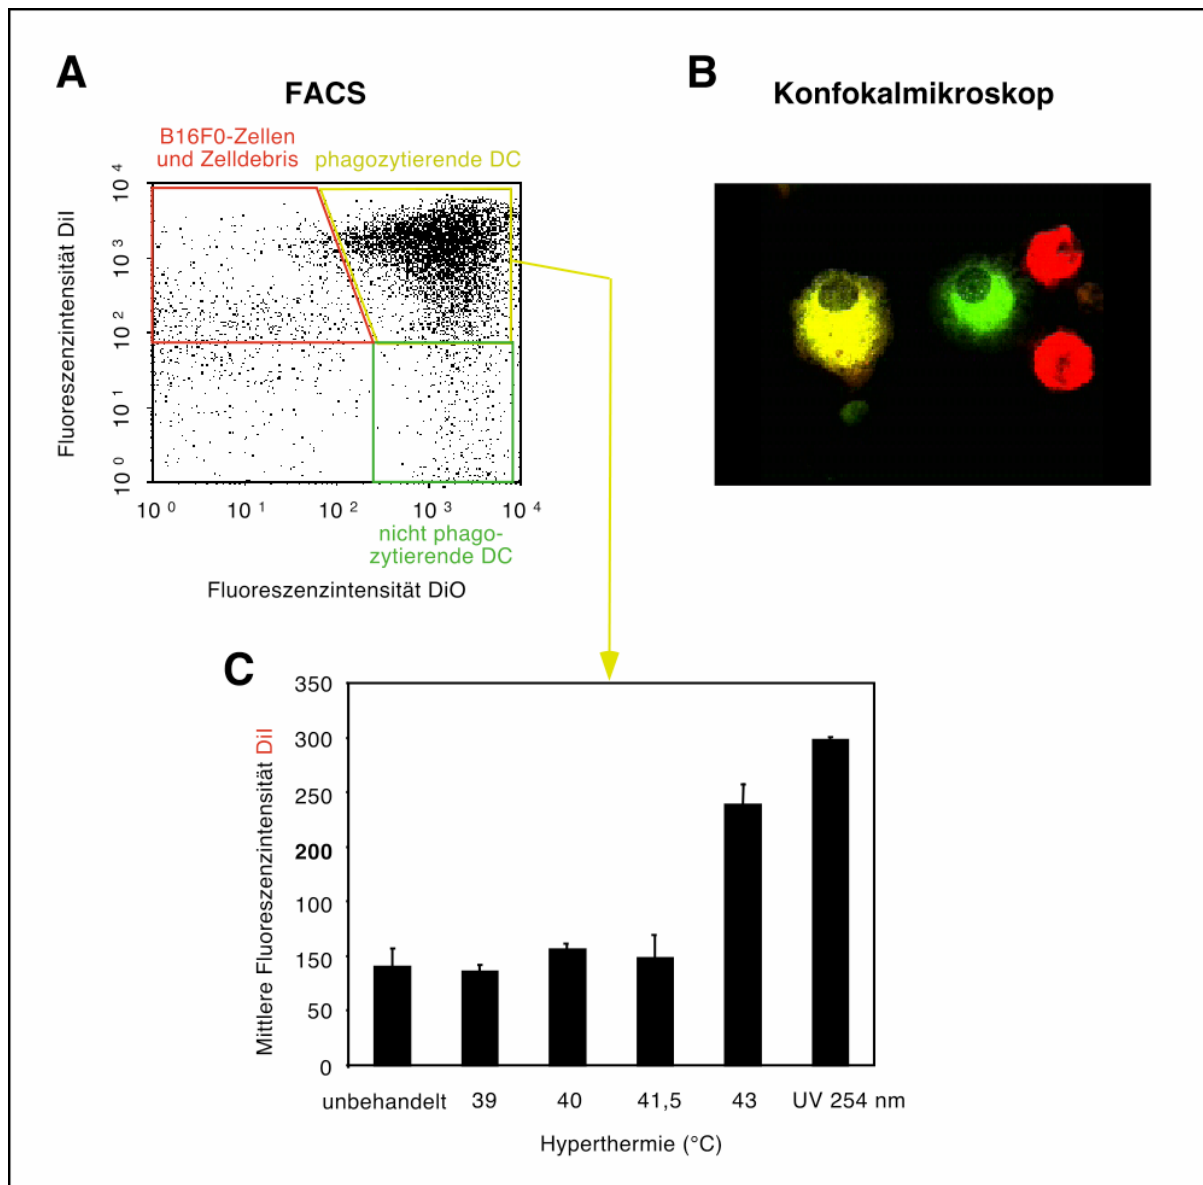 A
FACS
B16F0-Zellen
und Zelldebris
phagozytierende DC
Fluoreszenzintensität DiI
10 4
10 3
10 2
10 1
10 0
10 0
10 1
10 2
10 3
10 4
nicht phago-
zytierende DC
Fluoreszenzintensität DiO
B
Konfokalmikroskop
C
Mittlere Fluoreszenzintensität DiI
350
300
250
200
100
150
50
0
unbehandelt
39
40
41,5
43
UV 254 nm
Hyperthermie (°C)